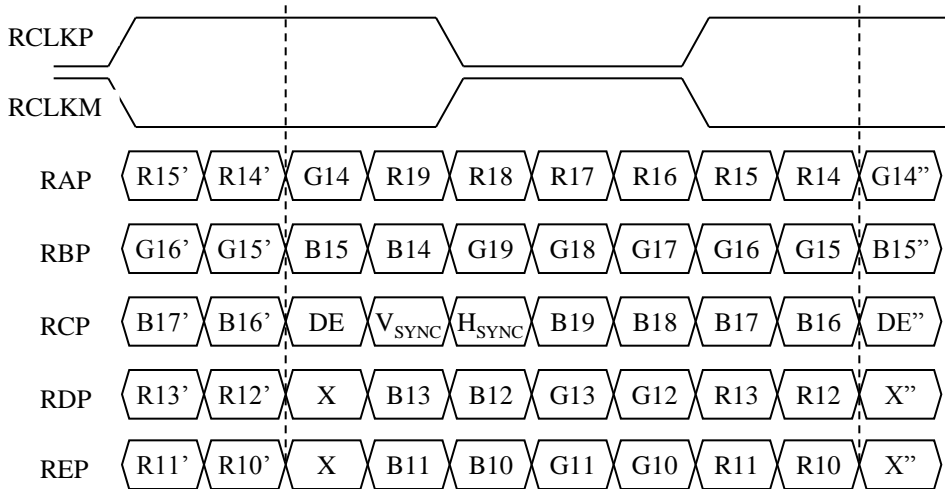 RCLKP
RCLKM
RAP R15’ R14’ G14 R19 R18 R17 R16 R15 R14 G14”
RBP G16’ G15’ B15 B14 G19 G18 G17 G16 G15 B15”
RCP B17’ B16’ DE VSYNC HSYNC B19 B18 B17 B16 DE”
RDP R13’ R12’ X B13 B12 G13 G12 R13 R12 X”
REP R11’ R10’ X B11 B10 G11 G10 R11 R10 X”